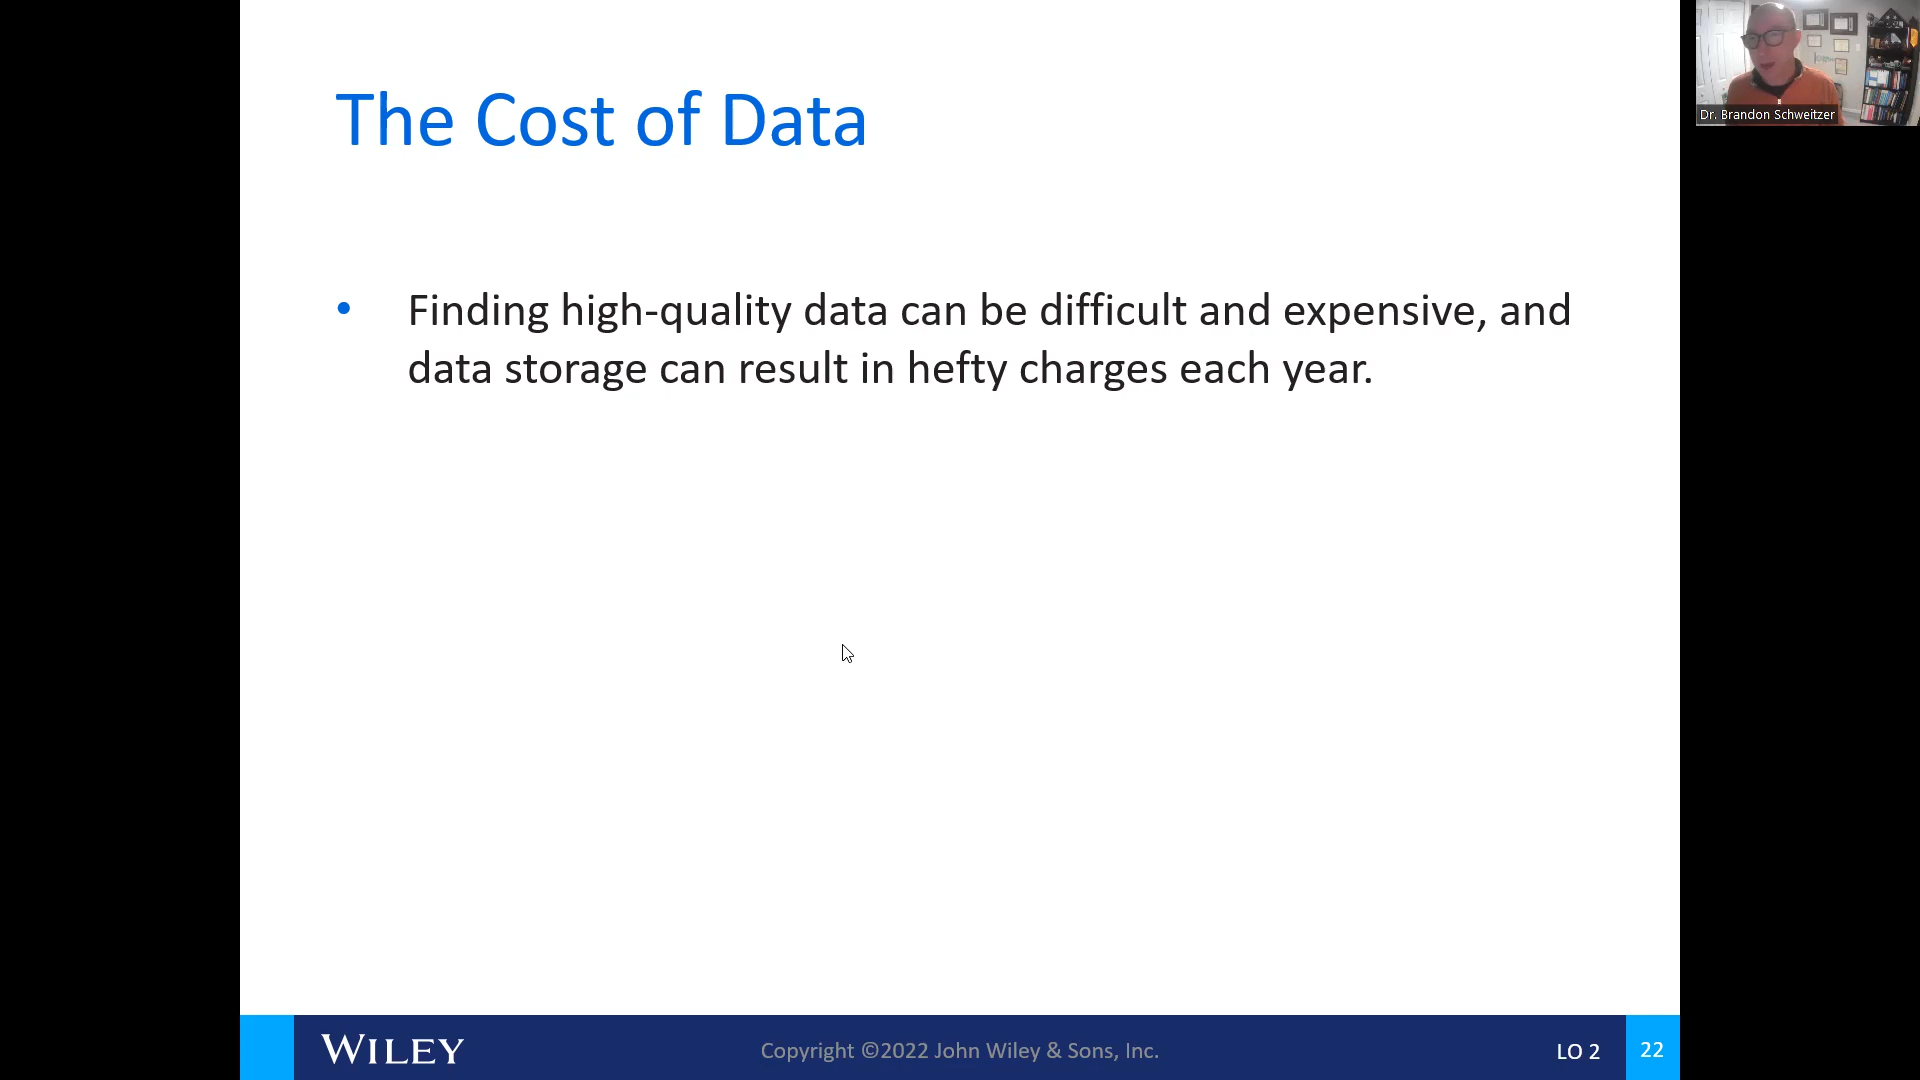 The Cost of Data
Dr. Brandon Schweitzer
• Finding high-quality data can be difficult and expensive, and
data storage can result in hefty charges each year.
WILEY
Copyright ©2022 John Wiley & Sons, Inc.
LO 2
22